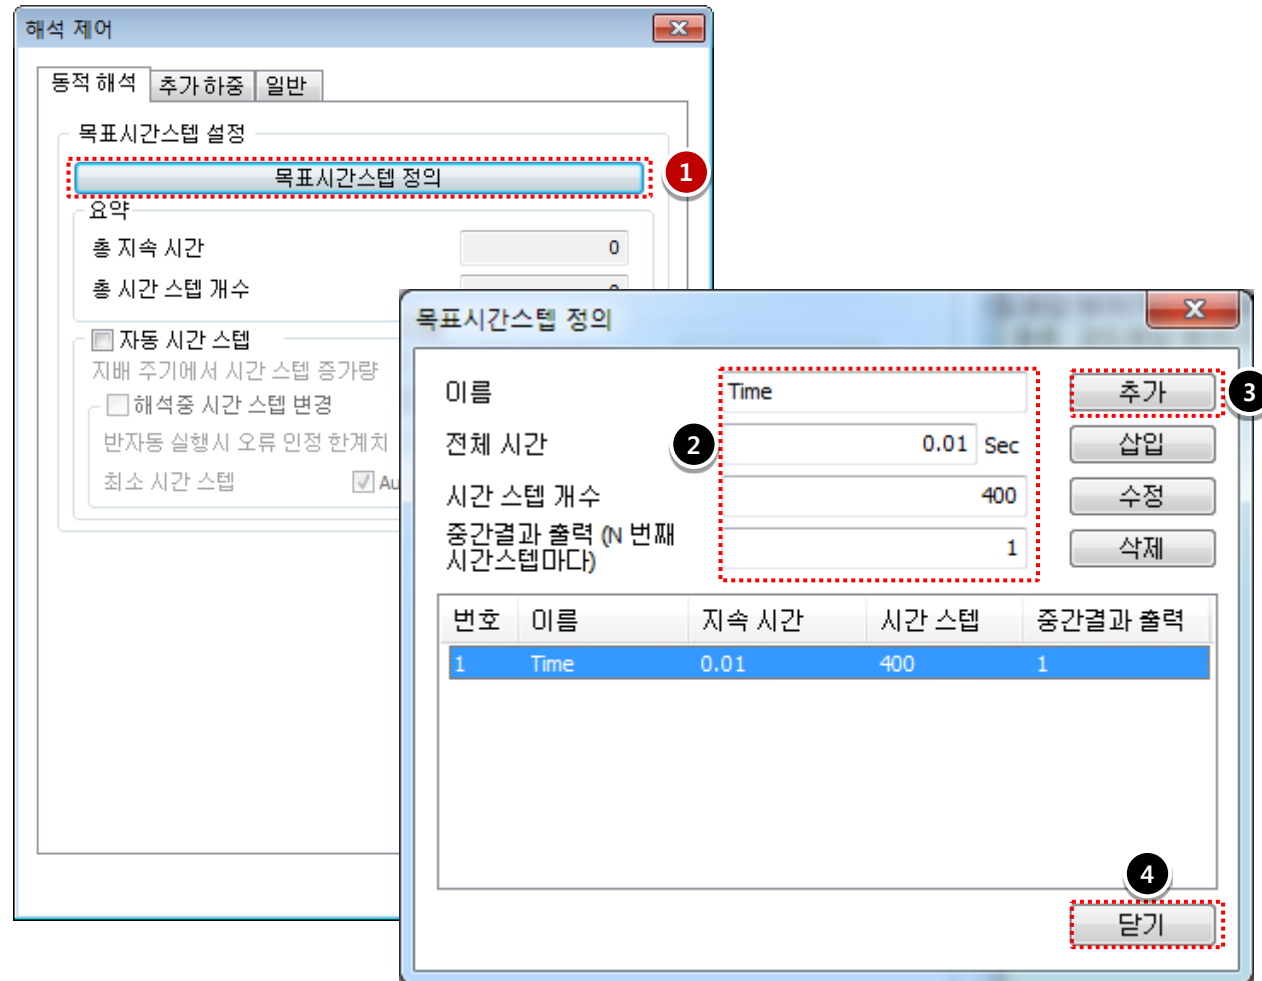 해석 제어
동적 해석 추가 하중 일반
목표시간스텝 설정
목표시간스텝 정의
1
요약
총 지속 시간 0
총 시간 스텝 개수
자동 시간 스텝
지배 주기에서 시간 스텝 증가량
해석중 시간 스텝 변경
반자동 실행시 오류 인정 한계치
최소 시간 스텝 Au
목표시간스텝 정의
이름 Time 추가 3
전체 시간 2 0.01 Sec 삽입
시간 스텝 개수 400 수정
중간결과 출력 (N 번째
시간스텝마다) 1 삭제
번호 이름 지속 시간 시간 스텝 중간결과 출력
1 Time 0.01 400 1
4
닫기